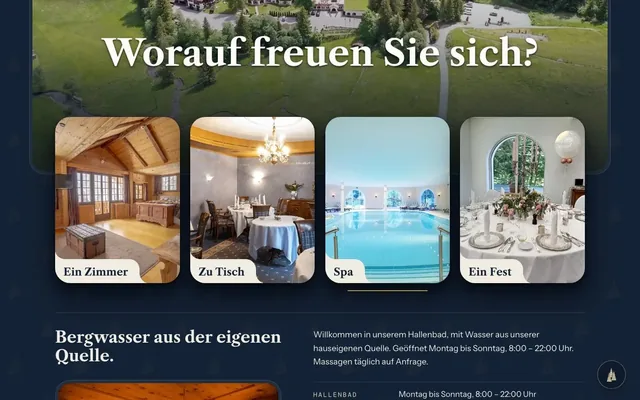 Worauf freuen Sie sich?
Ein Zimmer
Zu Tisch
Spa
Ein Fest
Bergwasser aus der eigenen
Quelle.
Willkommen in unserem Hallenbad, mit Wasser aus unserer
hauseigenen Quelle. Geöffnet Montag bis Sonntag, 8:00 – 22:00 Uhr.
Massagen täglich auf Anfrage.
HALLENBAD
Montag bis Sonntag, 8:00 – 22:00 Uhr